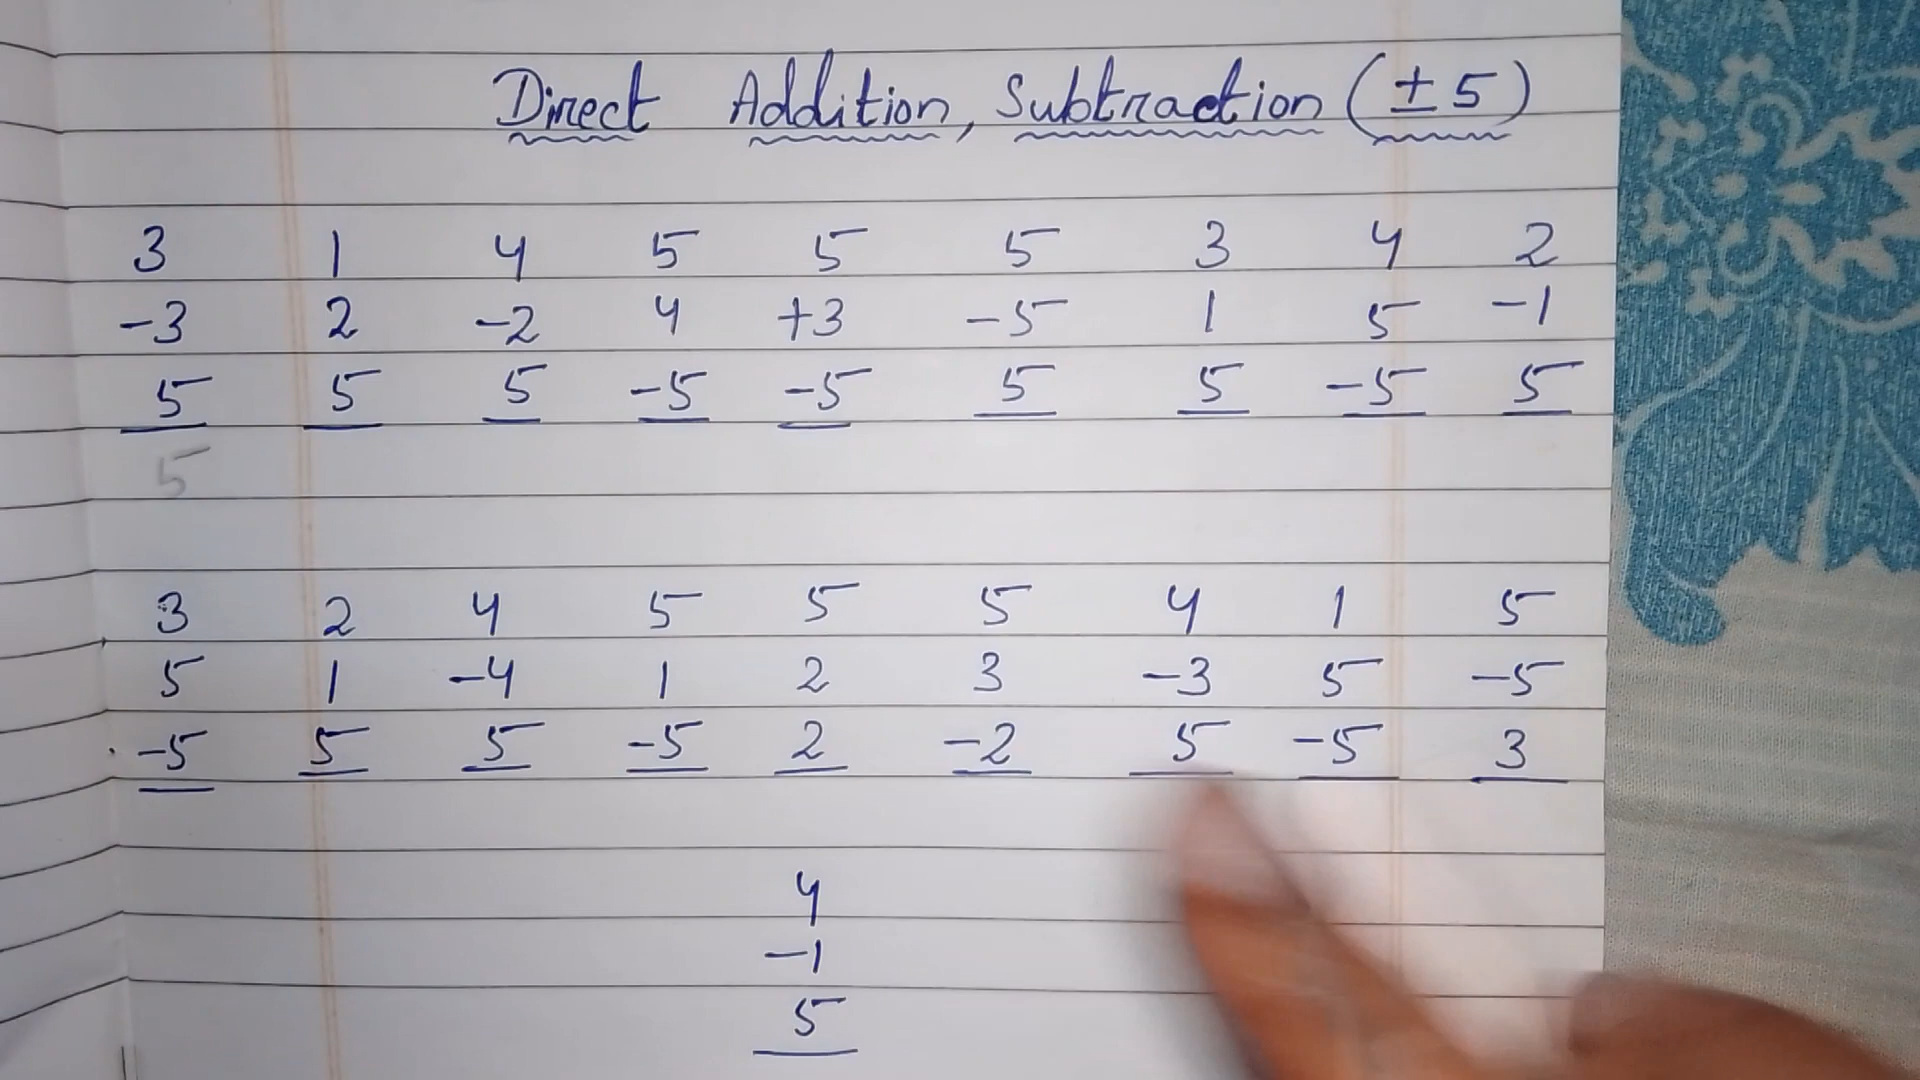 Direct Addition, Subtraction (±5)
3 1 4 5 5 5 3 4 2
-3 2 -2 4 +3 -5 1 5 -1
5 5 5 -5 -5 5 5 -5 5
5
3 2 4 5 5 5 4 1 5
5 1 -4 1 2 3 -3 5 -5
-5 5 5 -5 2 -2 5 -5 3
4
-1
5